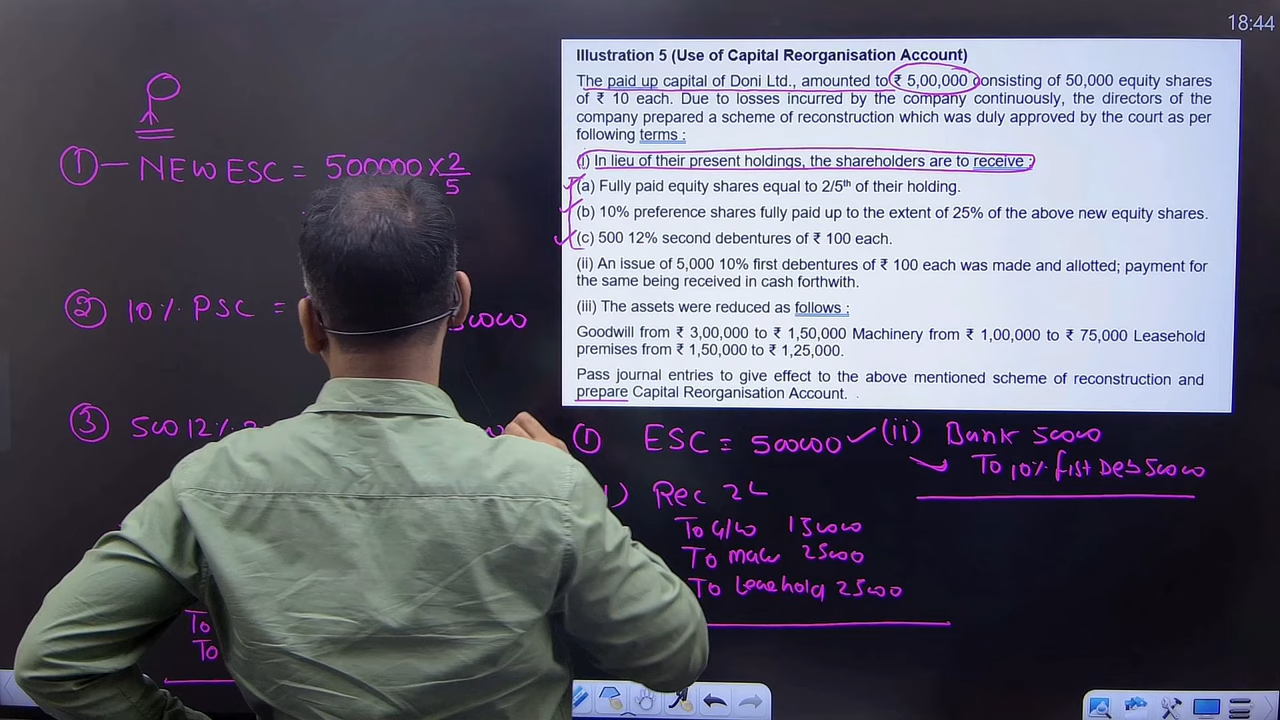 18:44
Illustration 5 (Use of Capital Reorganisation Account)
The paid up capital of Doni Ltd., amounted to ₹ 5,00,000 consisting of 50,000 equity shares
of ₹ 10 each. Due to losses incurred by the company continuously, the directors of the
company prepared a scheme of reconstruction which was duly approved by the court as per
following terms :
(i) In lieu of their present holdings, the shareholders are to receive :
(a) Fully paid equity shares equal to 2/5th of their holding.
(b) 10% preference shares fully paid up to the extent of 25% of the above new equity shares.
(c) 500 12% second debentures of ₹ 100 each.
(ii) An issue of 5,000 10% first debentures of ₹ 100 each was made and allotted; payment for
the same being received in cash forthwith.
(iii) The assets were reduced as follows :
Goodwill from ₹ 3,00,000 to ₹ 1,50,000 Machinery from ₹ 1,00,000 to ₹ 75,000 Leasehold
premises from ₹ 1,50,000 to ₹ 1,25,000.
Pass journal entries to give effect to the above mentioned scheme of reconstruction and
prepare Capital Reorganisation Account.
① — NEW ESC = 500000 × 2/5
② 10% PSC =
③ 500 12%
To
To
① ESC = 500000 ✓
Rec 2L
To G/W 150000
To mach 25000
To leasehold 25000
(ii) Bank 50000
To 10% first Deb 50000